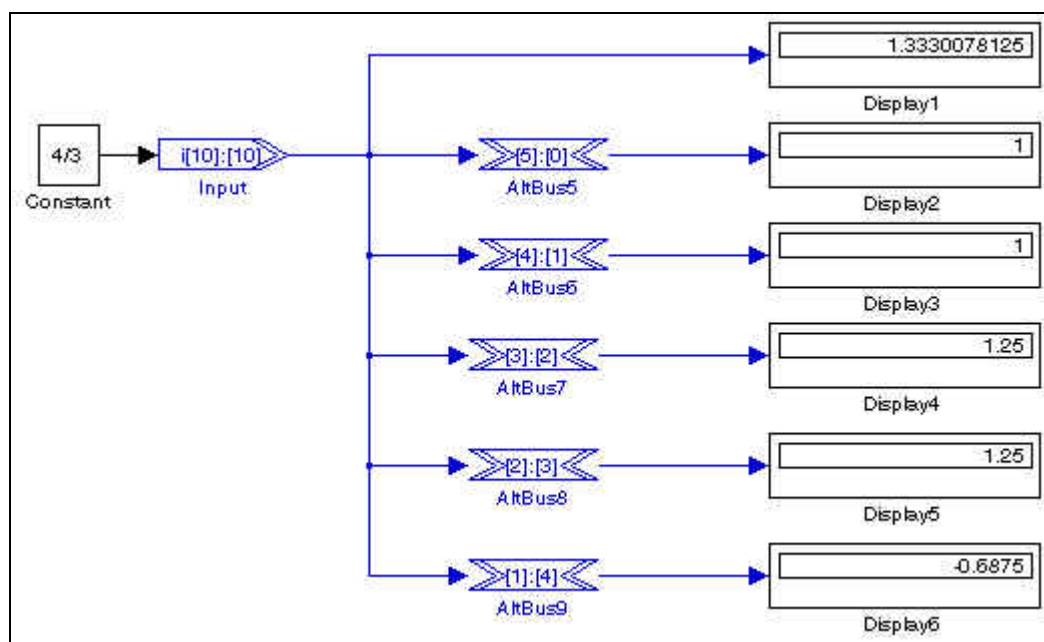 1.3330078125
Display1
4/3
Constant
i[10]:[10]
Input
[5]:[0]
AltBus5
1
Display2
[4]:[1]
AltBus6
1
Display3
[3]:[2]
AltBus7
1.25
Display4
[2]:[3]
AltBus8
1.25
Display5
[1]:[4]
AltBus9
-0.6875
Display6